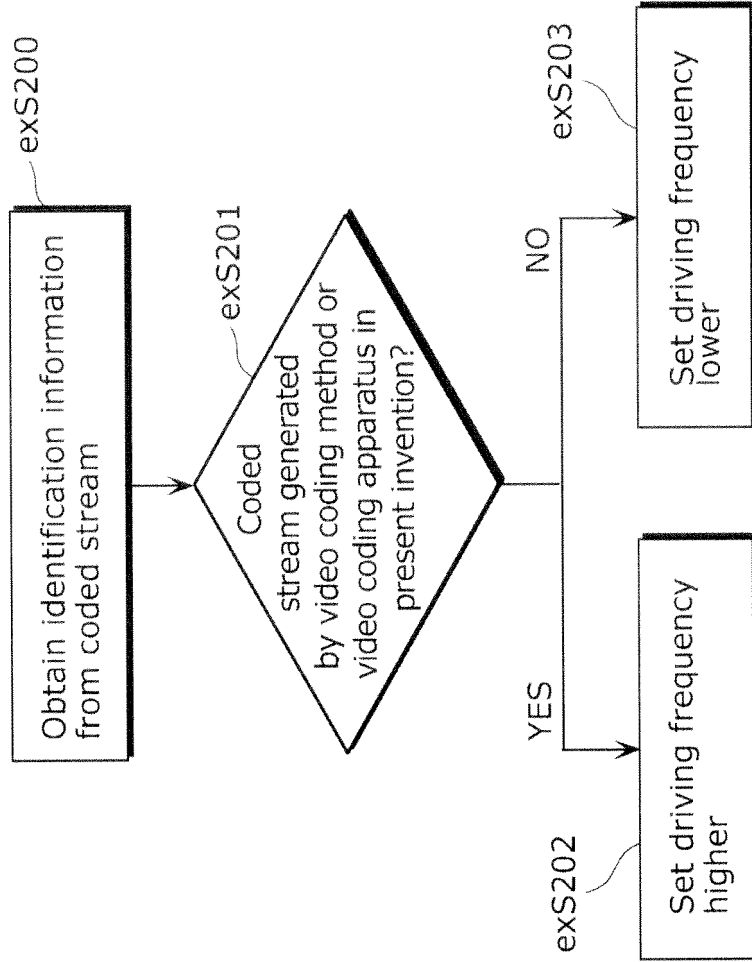 exS200
Obtain identification information
from coded stream
exS201
Coded
stream generated
by video coding method or
video coding apparatus in
present invention?
YES
NO
exS202
Set driving frequency
higher
exS203
Set driving frequency
lower